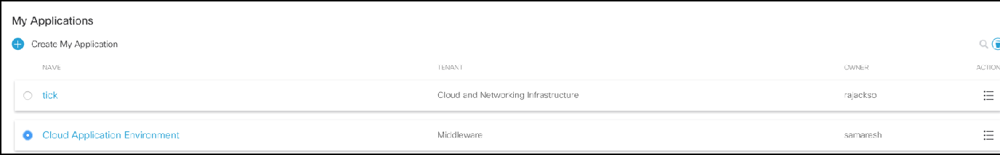 My Applications
Create My Application
NAME TENANT OWNER ACTION
tick Cloud and Networking Infrastructure rajackso
Cloud Application Environment Middleware samaresh